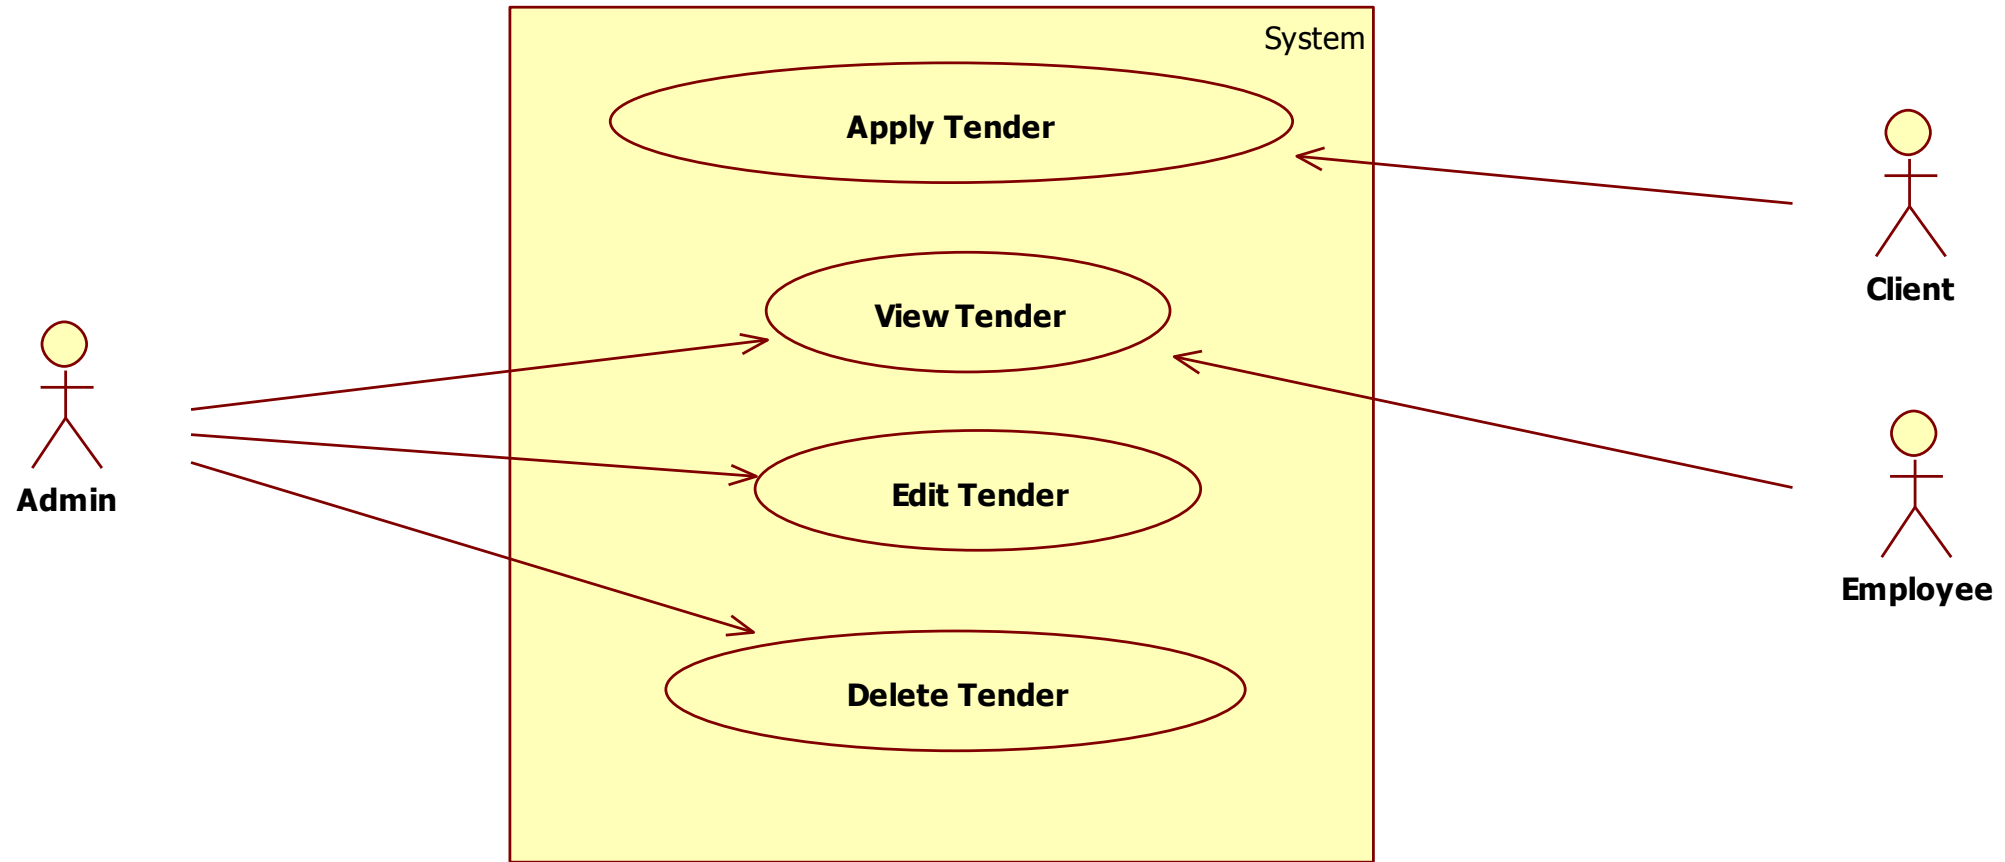 System
Apply Tender
Client
View Tender
Admin
Edit Tender
Employee
Delete Tender